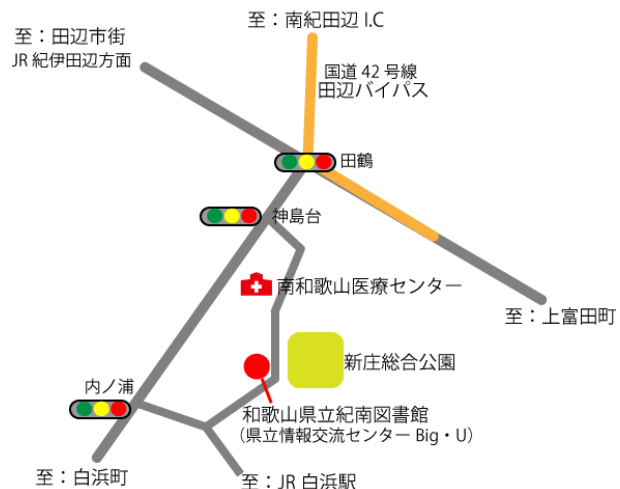 至：南紀田辺 I.C
至：田辺市街
JR 紀伊田辺方面
国道 42 号線
田辺バイパス
田鶴
神島台
南和歌山医療センター
至：上富田町
新庄総合公園
内ノ浦
和歌山県立紀南図書館
（県立情報交流センター Big・U）
至：白浜町
至：JR 白浜駅